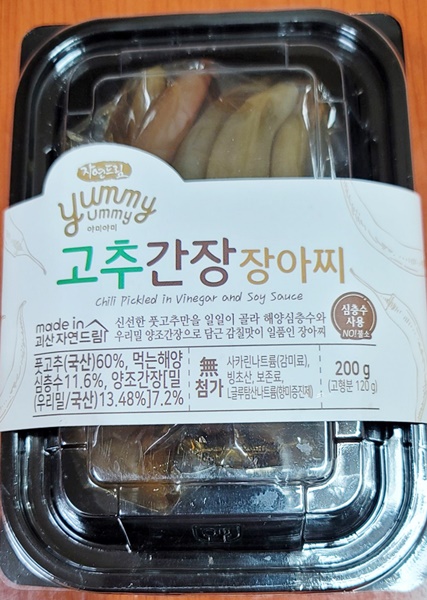 자연드림
yummy
yummy
야미야미
고추간장장아찌
Chili Pickled in Vinegar and Soy Sauce
made in
괴산자연드림
신선한 풋고추만을 일일이 골라 해양심층수와
우리밀 양조간장으로 담근 감칠맛이 일품인 장아찌
심층수
사용
NO!불소
풋고추(국산)60%, 먹는해양
심층수11.6%, 양조간장[밀
(우리밀/국산)13.48%]7.2%
無
첨가
사카린나트륨(감미료),
빙초산, 보존료,
L글루탐산나트륨(향미증진제)
200 g
(고형분 120 g)